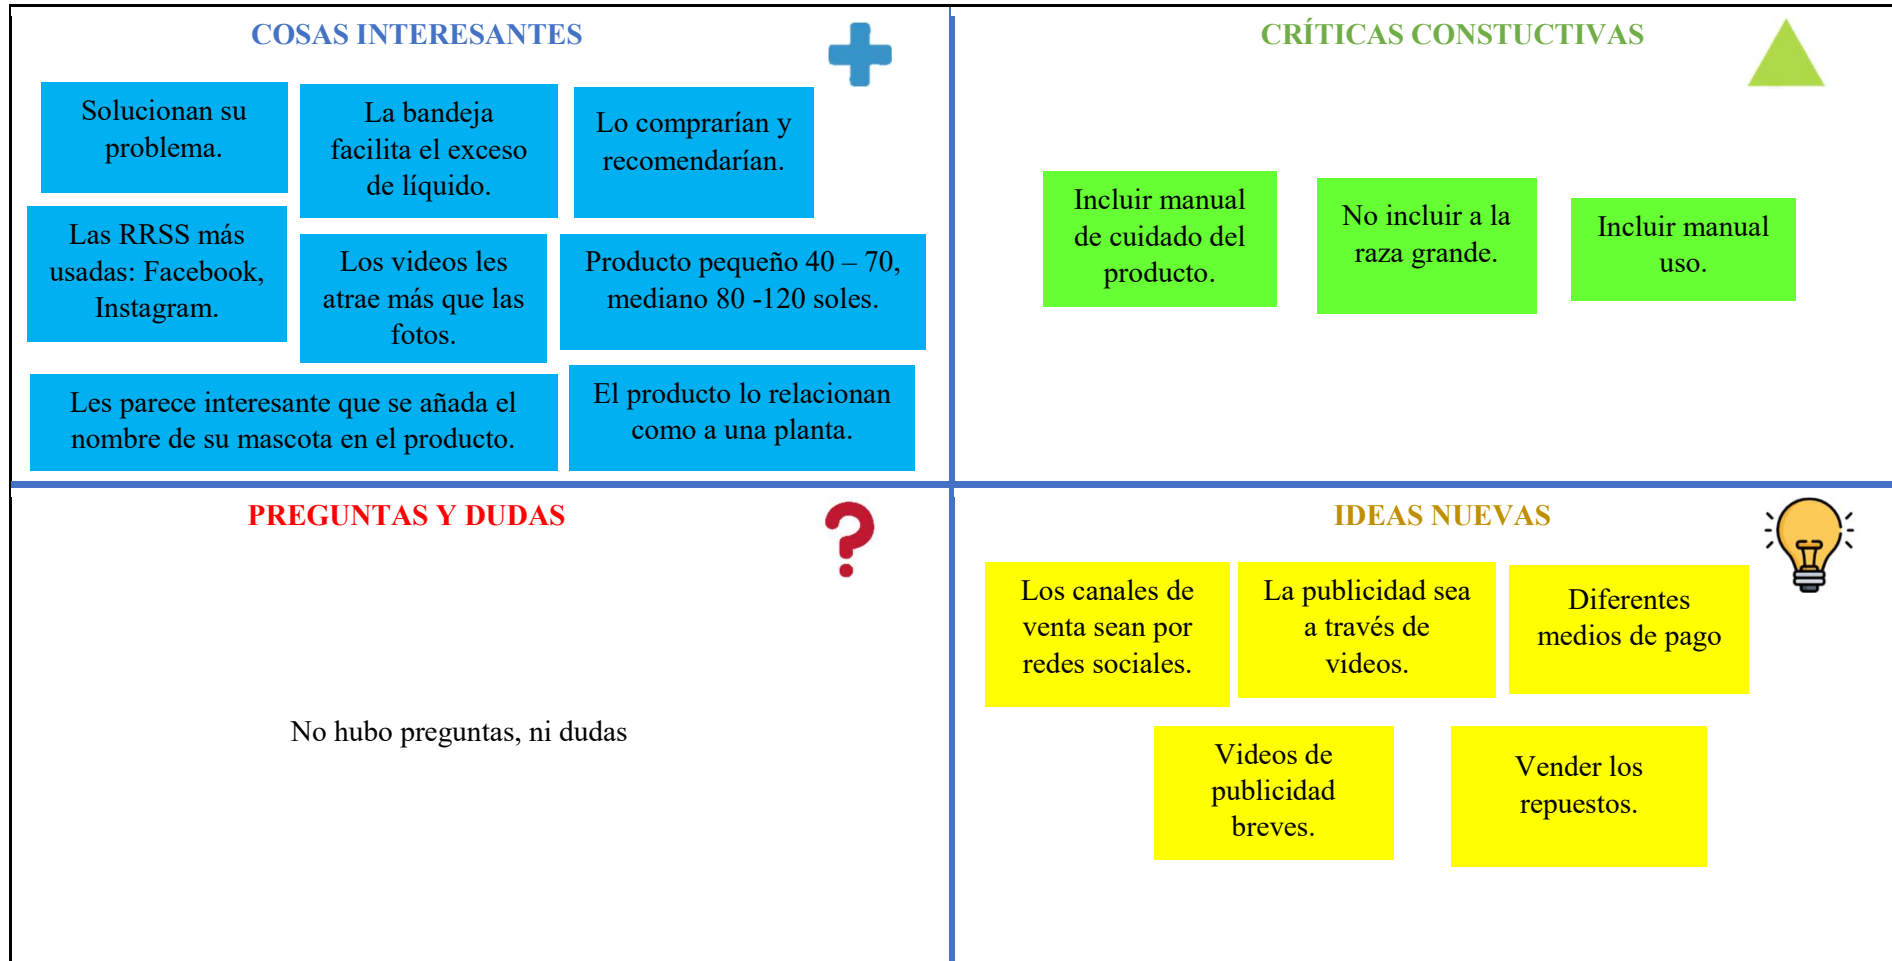 COSAS INTERESANTES
Solucionan su
problema.
La bandeja
facilita el exceso
de líquido.
Lo comprarían y
recomendarían.
Las RRSS más
usadas: Facebook,
Instagram.
Los videos les
atrae más que las
fotos.
Producto pequeño 40 – 70,
mediano 80 -120 soles.
Les parece interesante que se añada el
nombre de su mascota en el producto.
El producto lo relacionan
como a una planta.
CRÍTICAS CONSTUCTIVAS
Incluir manual
de cuidado del
producto.
No incluir a la
raza grande.
Incluir manual
uso.
PREGUNTAS Y DUDAS
No hubo preguntas, ni dudas
IDEAS NUEVAS
Los canales de
venta sean por
redes sociales.
La publicidad sea
a través de
videos.
Diferentes
medios de pago
Videos de
publicidad
breves.
Vender los
repuestos.